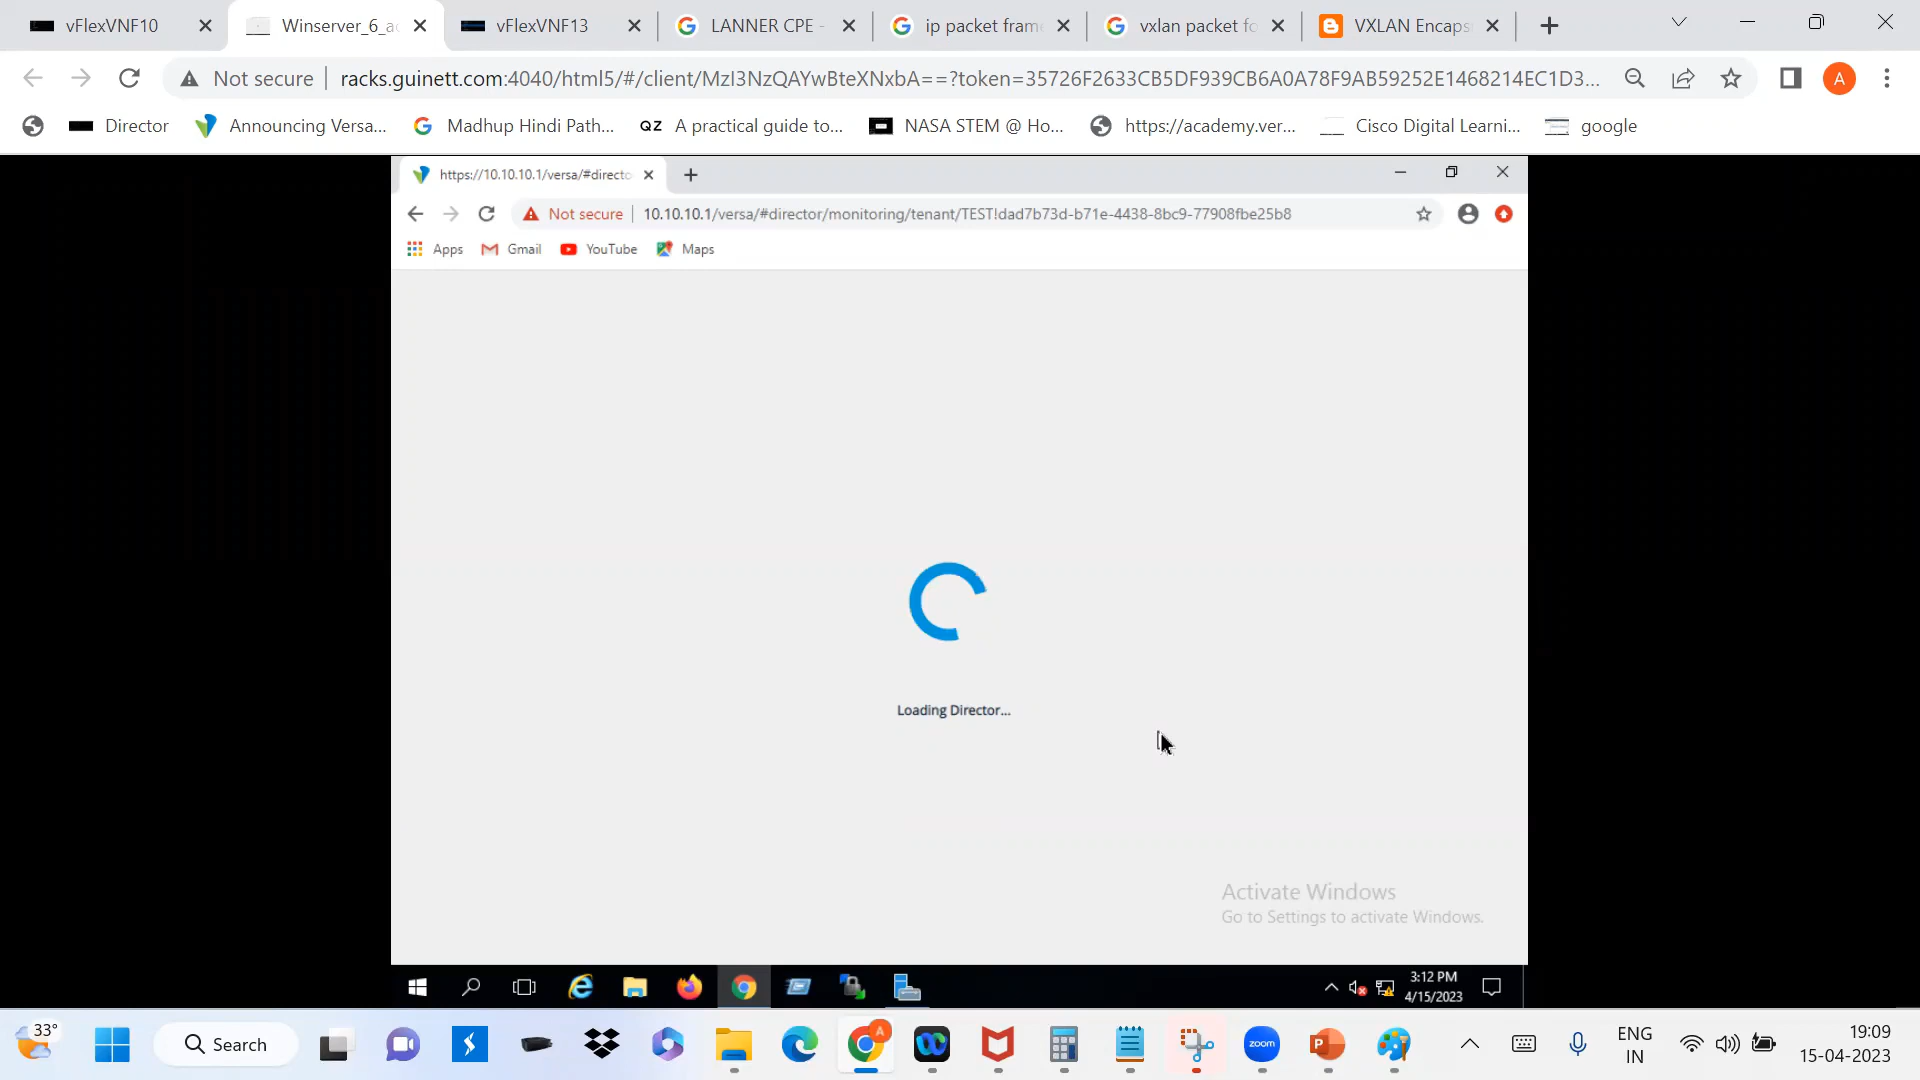 vFlexVNF10
Winserver_6_ac
vFlexVNF13
LANNER CPE -
ip packet frame
vxlan packet fo
VXLAN Encaps
Not secure
racks.guinett.com:4040/html5/#/client/MzI3NzQAYwBteXNxbA==?token=35726F2633CB5DF939CB6A0A78F9AB59252E1468214EC1D3...
A
Director
Announcing Versa...
Madhup Hindi Path...
QZ
A practical guide to...
NASA STEM @ Ho...
https://academy.ver...
Cisco Digital Learni...
google
https://10.10.10.1/versa/#directo
Not secure
10.10.10.1/versa/#director/monitoring/tenant/TEST!dad7b73d-b71e-4438-8bc9-77908fbe25b8
Apps
Gmail
YouTube
Maps
Loading Director...
Activate Windows
Go to Settings to activate Windows.
3:12 PM
4/15/2023
33°
Search
A
zoom
ENG
IN
19:09
15-04-2023